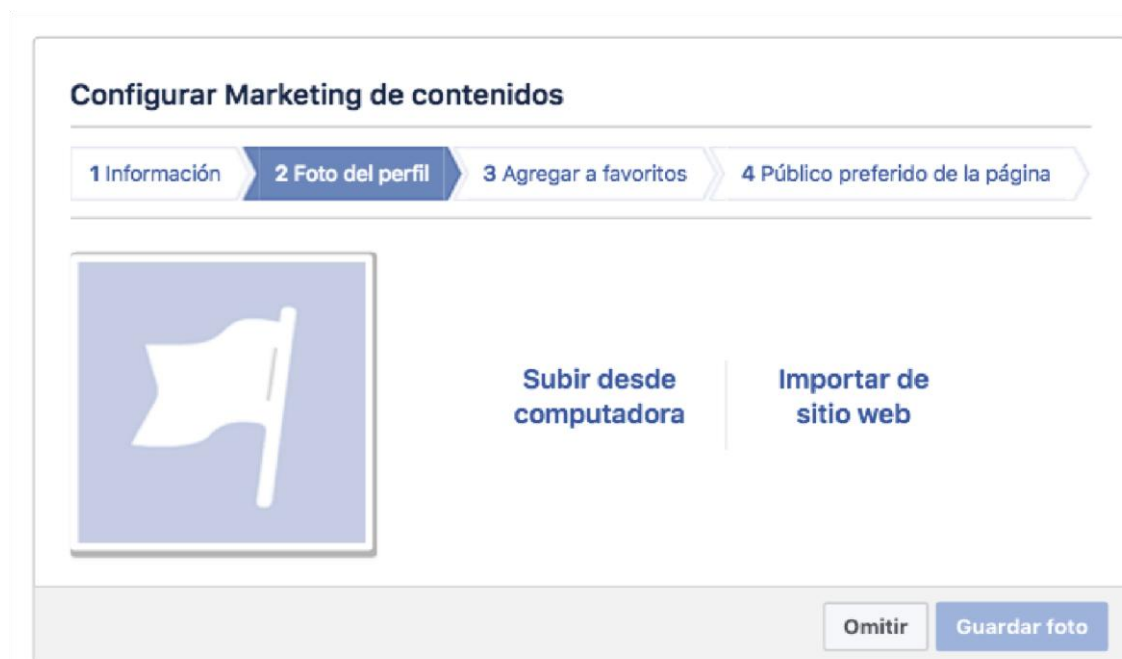 Configurar Marketing de contenidos
1 Información 2 Foto del perfil 3 Agregar a favoritos 4 Público preferido de la página
Subir desde
computadora
Importar de
sitio web
Omitir Guardar foto